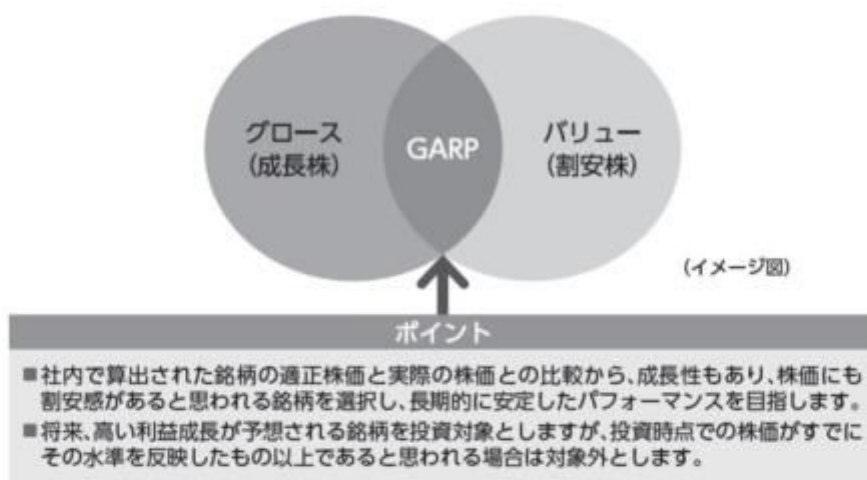 グロース
(成長株)
GARP
バリュー
(割安株)
(イメージ図)
ポイント
■社内で算出された銘柄の適正株価と実際の株価との比較から、成長性もあり、株価にも
割安感があると思われる銘柄を選択し、長期的に安定したパフォーマンスを目指します。
■将来、高い利益成長が予想される銘柄を投資対象としますが、投資時点での株価がすでに
その水準を反映したもの以上であると思われる場合は対象外とします。